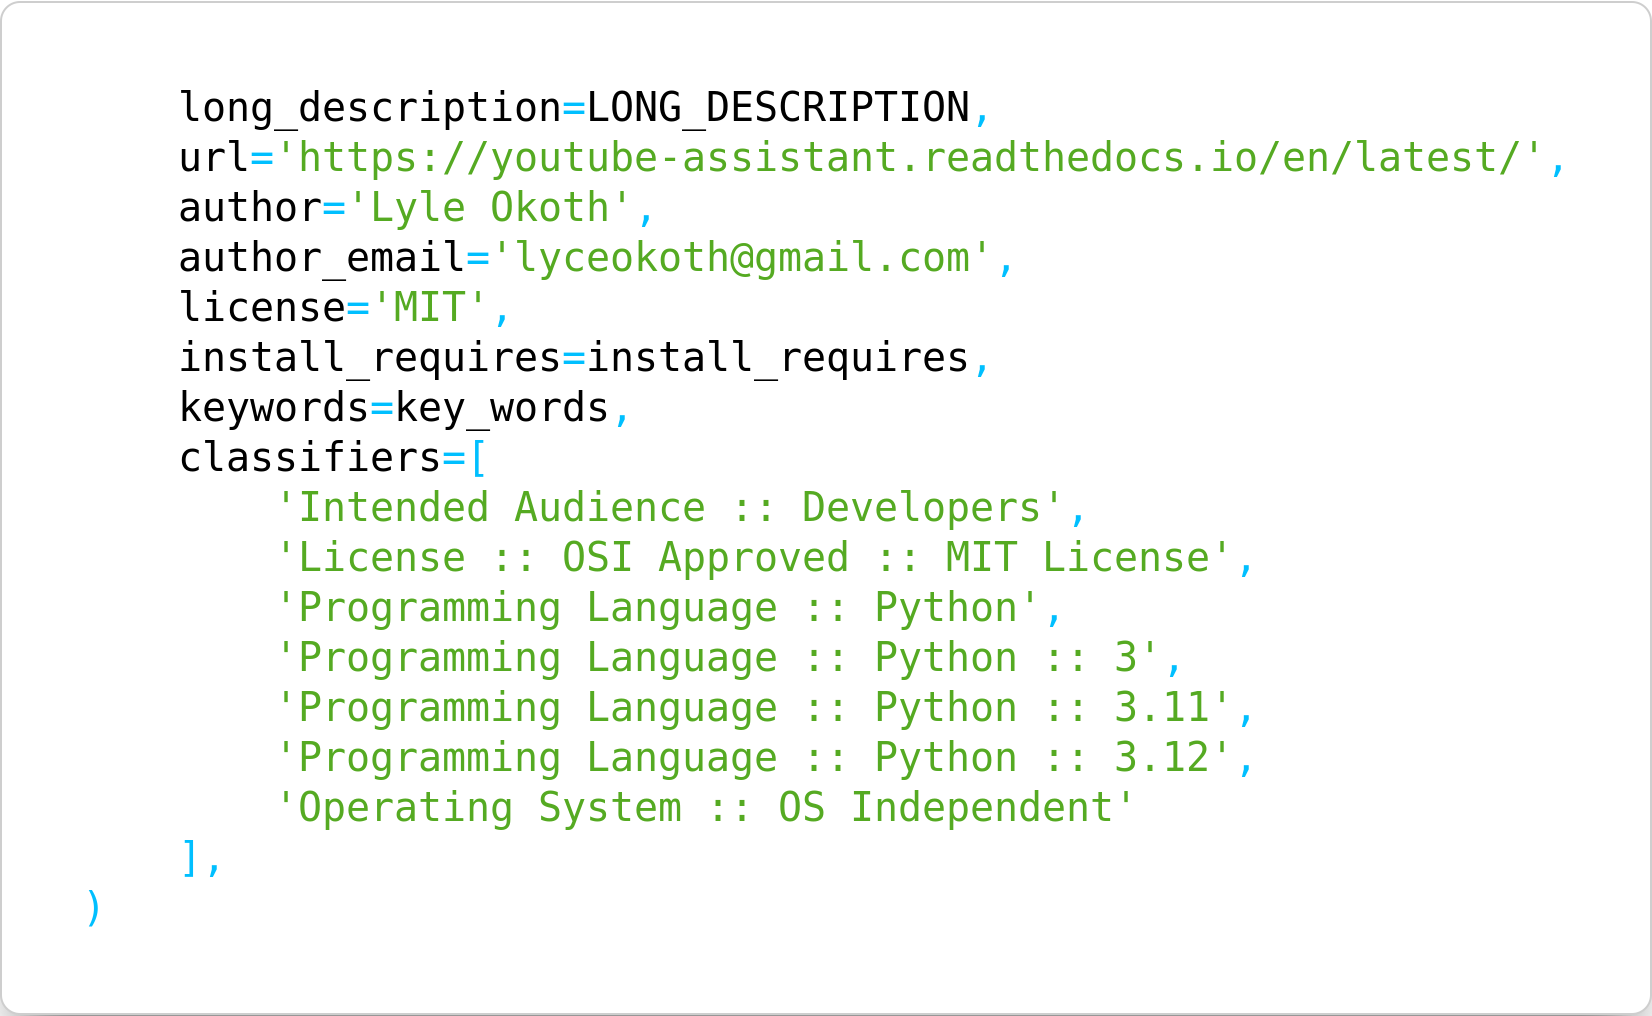 long_description=LONG_DESCRIPTION,
url='https://youtube-assistant.readthedocs.io/en/latest/',
author='Lyle Okoth',
author_email='lyceokoth@gmail.com',
license='MIT',
install_requires=install_requires,
keywords=key_words,
classifiers=[
'Intended Audience :: Developers',
'License :: OSI Approved :: MIT License',
'Programming Language :: Python',
'Programming Language :: Python :: 3',
'Programming Language :: Python :: 3.11',
'Programming Language :: Python :: 3.12',
'Operating System :: OS Independent'
],
)